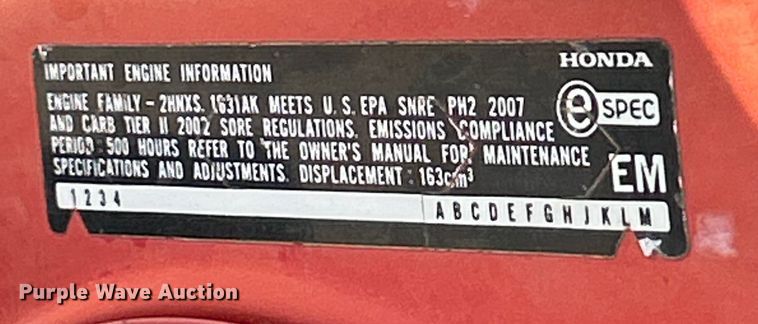 IMPORTANT ENGINE INFORMATION
HONDA
ENGINE FAMILY - 2HNXS. 1631AK MEETS U. S. EPA SNRE PH2 2007
AND CARB TIER II 2002 SORE REGULATIONS. EMISSIONS COMPLIANCE
PERIOD: 500 HOURS REFER TO THE OWNER'S MANUAL FOR MAINTENANCE
SPECIFICATIONS AND ADJUSTMENTS. DISPLACEMENT : 163cm³
e SPEC
EM
1 2 3 4
A B C D E F G H J K L M
Purple Wave Auction